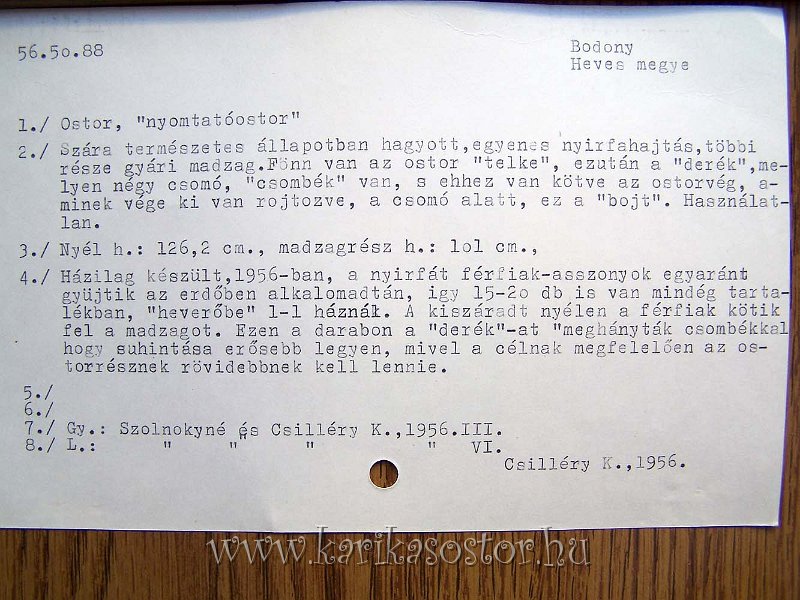 56.5o.88
Bodony
Heves megye
1./ Ostor, "nyomtatóostor"
2./ Szára természetes állapotban hagyott,egyenes nyirfahajtás,többi
része gyári madzag.Fönn van az ostor "telke", ezután a "derék",me-
lyen négy csomó, "csombék" van, s ehhez van kötve az ostorvég, a-
minek vége ki van rojtozve, a csomó alatt, ez a "bojt". Használat-
lan.
3./ Nyél h.: 126,2 cm., madzagrész h.: lol cm.,
4./ Házilag készült,1956-ban, a nyirfát férfiak-asszonyok egyaránt
gyüjtik az erdőben alkalomadtán, igy 15-2o db is van mindég tarta-
lékban, "heverőbe" 1-1 háznál. A kiszáradt nyélen a férfiak kötik
fel a madzagot. Ezen a darabon a "derék"-at "meghányták csombékkal
hogy suhintása erősebb legyen, mivel a célnak megfelelően az os-
torrésznek rövidebbnek kell lennie.
5./
6./
7./ Gy.: Szolnokyné és Csilléry K.,1956.III.
8./ L.: " " " " VI.
Csilléry K.,1956.
www.karikasostor.hu